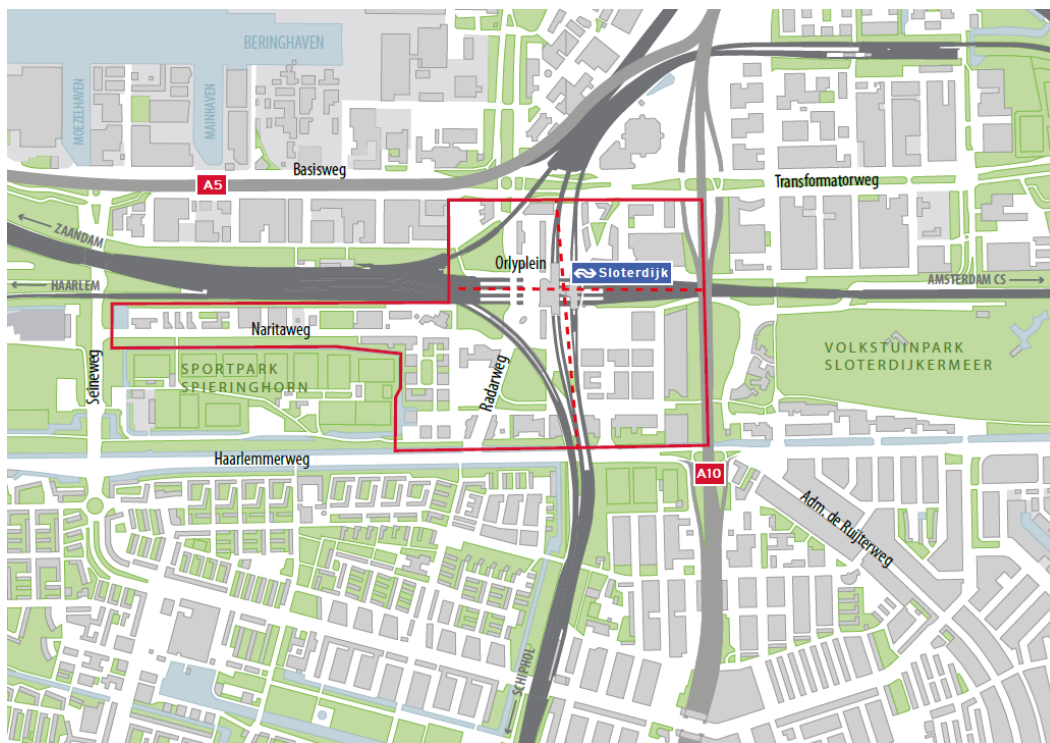 BERINGHAVEN
MOEZELHAVEN
MAINHAVEN
Basisweg
A5
Transformatorweg
ZAANDAM
Orlyplein
Sloterdijk
HAARLEM
AMSTERDAM CS
Naritaweg
Seineweg
SPORTPARK
SPIERINGHORN
Radarweg
VOLKSTUINPARK
SLOTERDIJKERMEER
Haarlemmerweg
A10
Adm. de Ruijterweg
SCHIPHOL